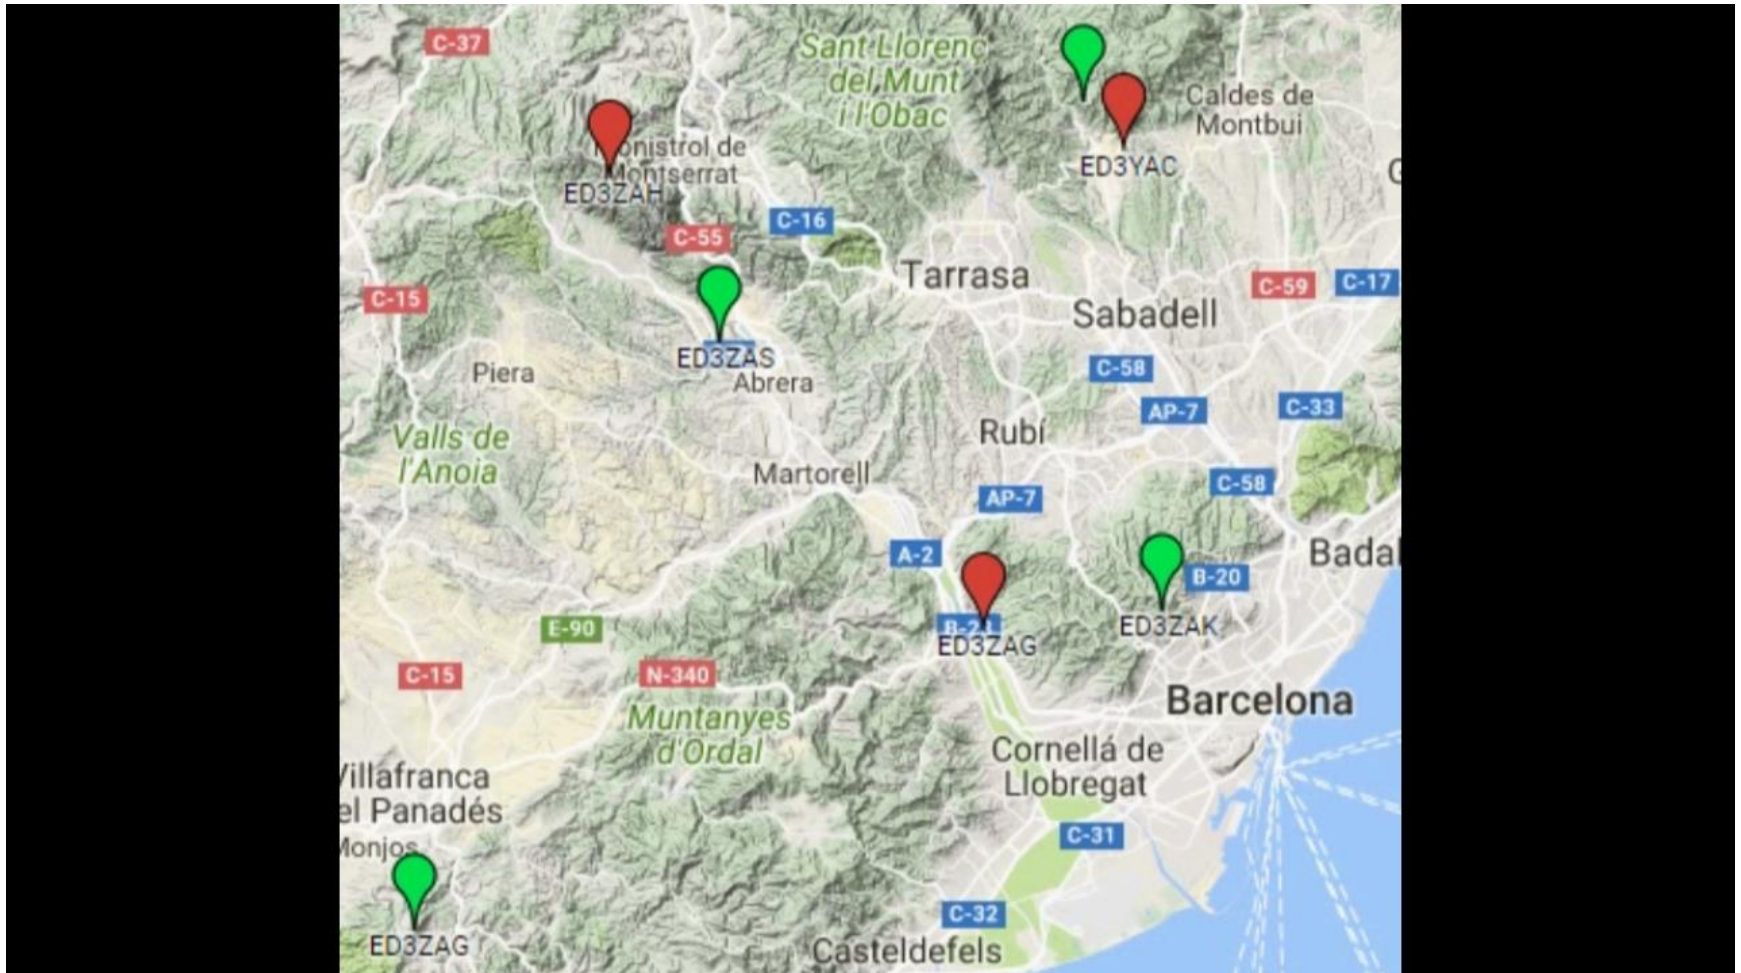 C-37
Sant Llorenç
del Munt
i l'Obac
Caldes de
Montbui
onistrol de
Montserrat
ED3YAC
ED3ZAH
C-16
C-55
Tarrasa
C-59
C-17
C-15
Sabadell
ED3ZAS
Piera
Abrera
C-58
AP-7
C-33
Rubí
Valls de
l'Anoia
Martorell
C-58
AP-7
A-2
Badal
B-20
E-90
ED3ZAK
ED3ZAG
C-15
N-340
Barcelona
Muntanyes
d'Ordal
Cornellá de
Llobregat
Villafranca
el Panadés
Monjos
C-31
C-32
ED3ZAG
Casteldefels